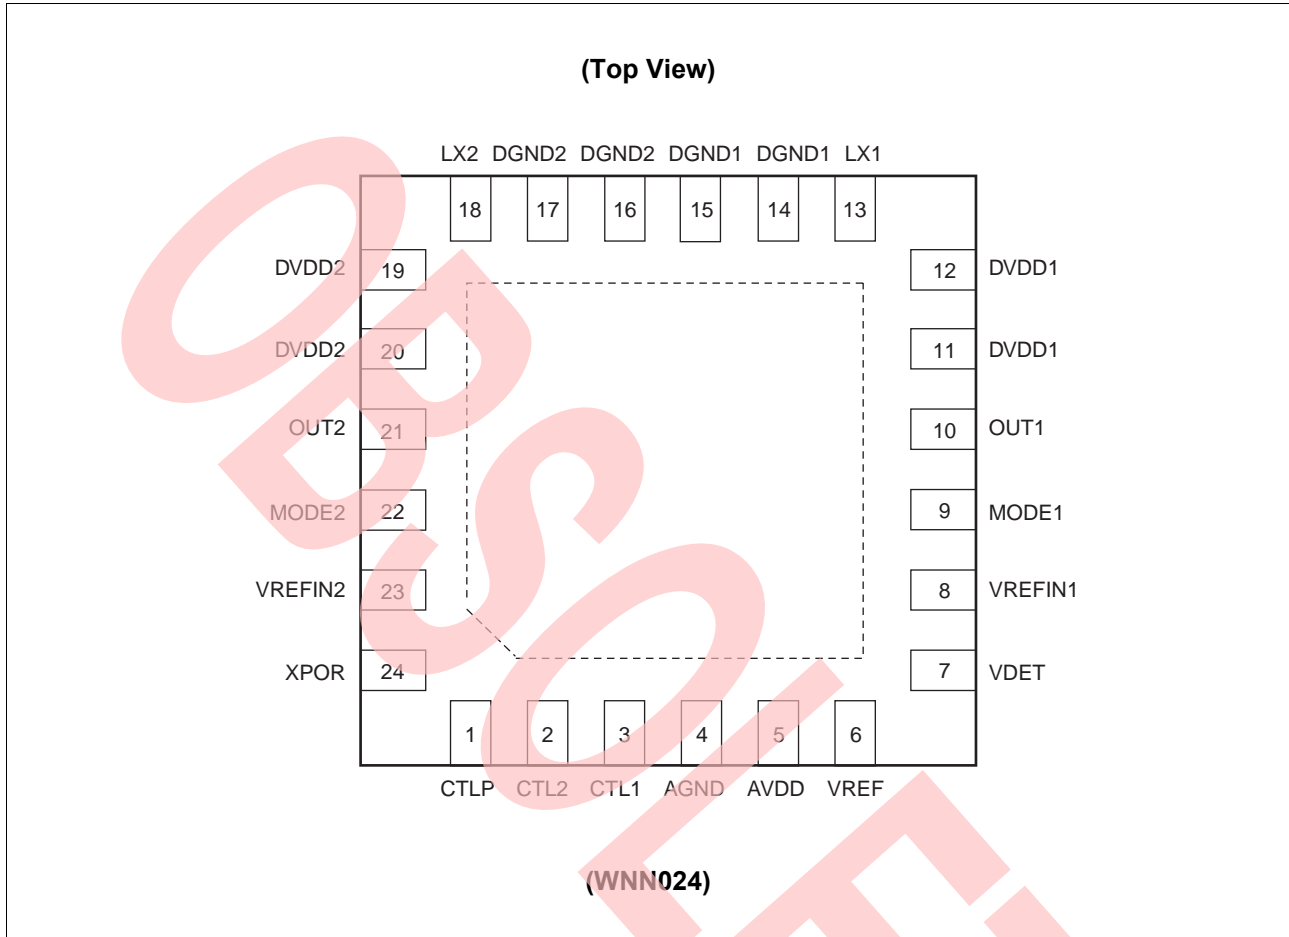 (Top View)
LX2 DGND2 DGND2 DGND1 DGND1 LX1
18 17 16 15 14 13
DVDD2 19 12 DVDD1
DVDD2 20 11 DVDD1
OUT2 21 10 OUT1
MODE2 22 9 MODE1
VREFIN2 23 8 VREFIN1
XPOR 24 7 VDET
1 2 3 4 5 6
CTLP CTL2 CTL1 AGND AVDD VREF
(WNN024)
OBSOLET